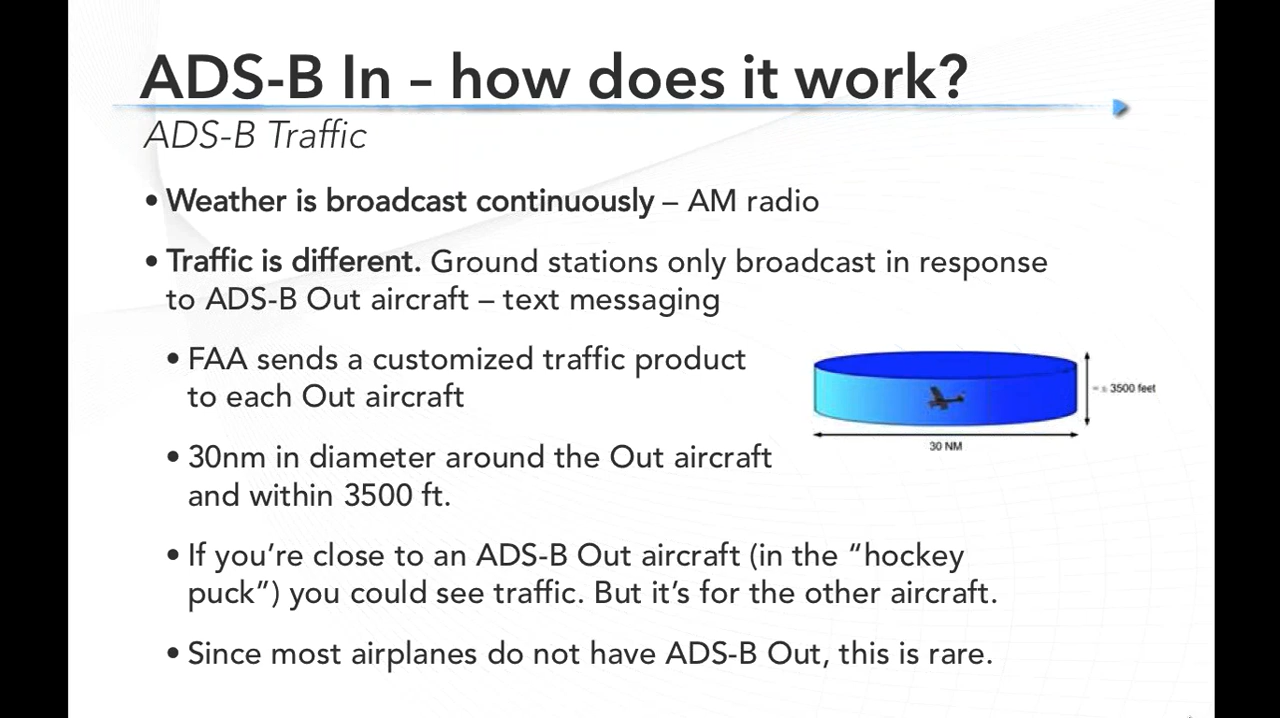 ADS-B In – how does it work?
ADS-B Traffic
• Weather is broadcast continuously – AM radio
• Traffic is different. Ground stations only broadcast in response
to ADS-B Out aircraft – text messaging
• FAA sends a customized traffic product
to each Out aircraft
• 30nm in diameter around the Out aircraft
and within 3500 ft.
• If you’re close to an ADS-B Out aircraft (in the “hockey
puck”) you could see traffic. But it’s for the other aircraft.
• Since most airplanes do not have ADS-B Out, this is rare.
3500 feet
30 NM